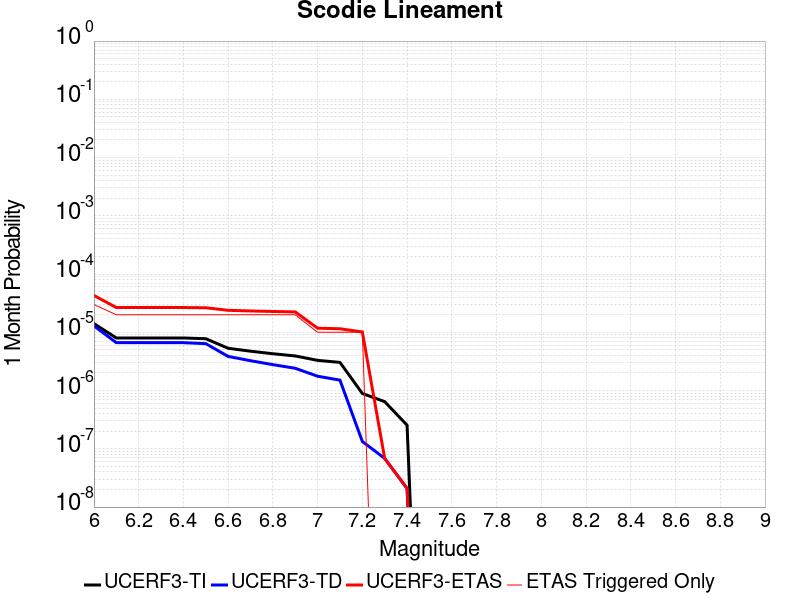 Scodie Lineament
10^0
10^-1
10^-2
10^-3
10^-4
10^-5
10^-6
10^-7
10^-8
1 Month Probability
6 6.2 6.4 6.6 6.8 7 7.2 7.4 7.6 7.8 8 8.2 8.4 8.6 8.8 9
Magnitude
UCERF3-TI UCERF3-TD UCERF3-ETAS ETAS Triggered Only